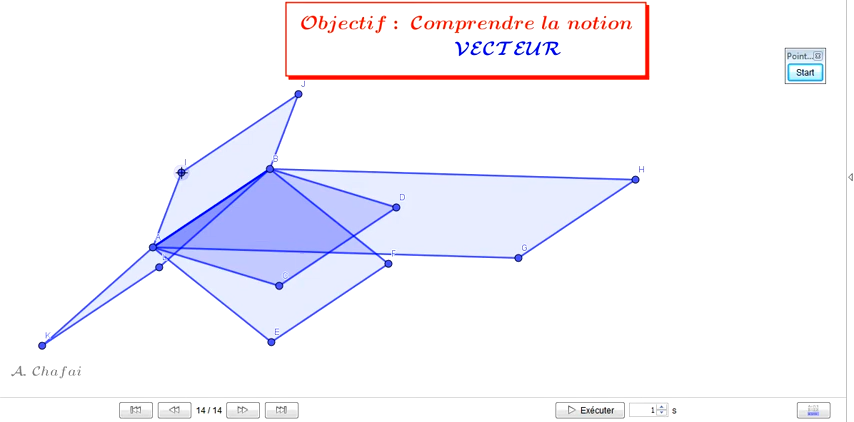 Objectif : Comprendre la notion
VECTEUR
Point...
Start
J
I
B
H
D
A
G
F
C
E
K
A. Chafai
14 / 14
Exécuter
1
s